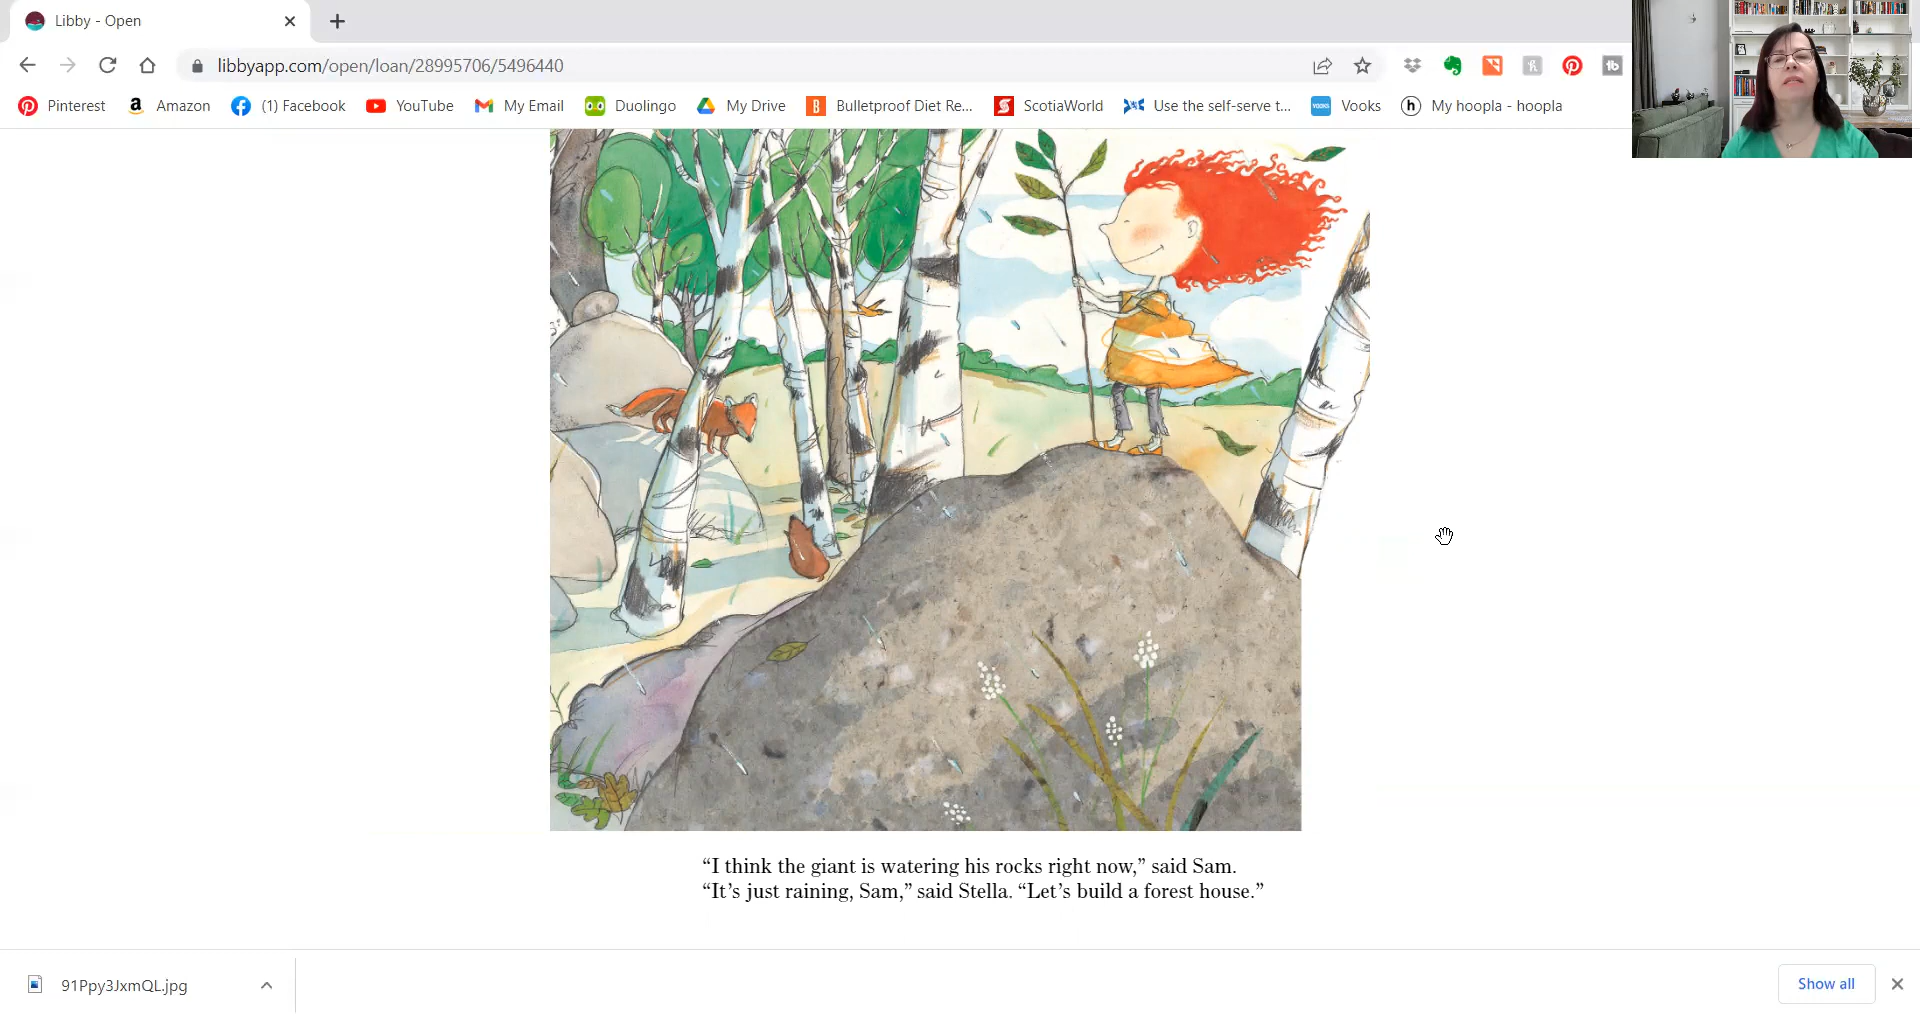 Libby - Open
libbyapp.com/open/loan/28995706/5496440
Pinterest Amazon (1) Facebook YouTube My Email Duolingo My Drive Bulletproof Diet Re... ScotiaWorld Use the self-serve t... Vooks My hoopla - hoopla
“I think the giant is watering his rocks right now,” said Sam.
“It’s just raining, Sam,” said Stella. “Let’s build a forest house.”
91Ppy3JxmQL.jpg
Show all